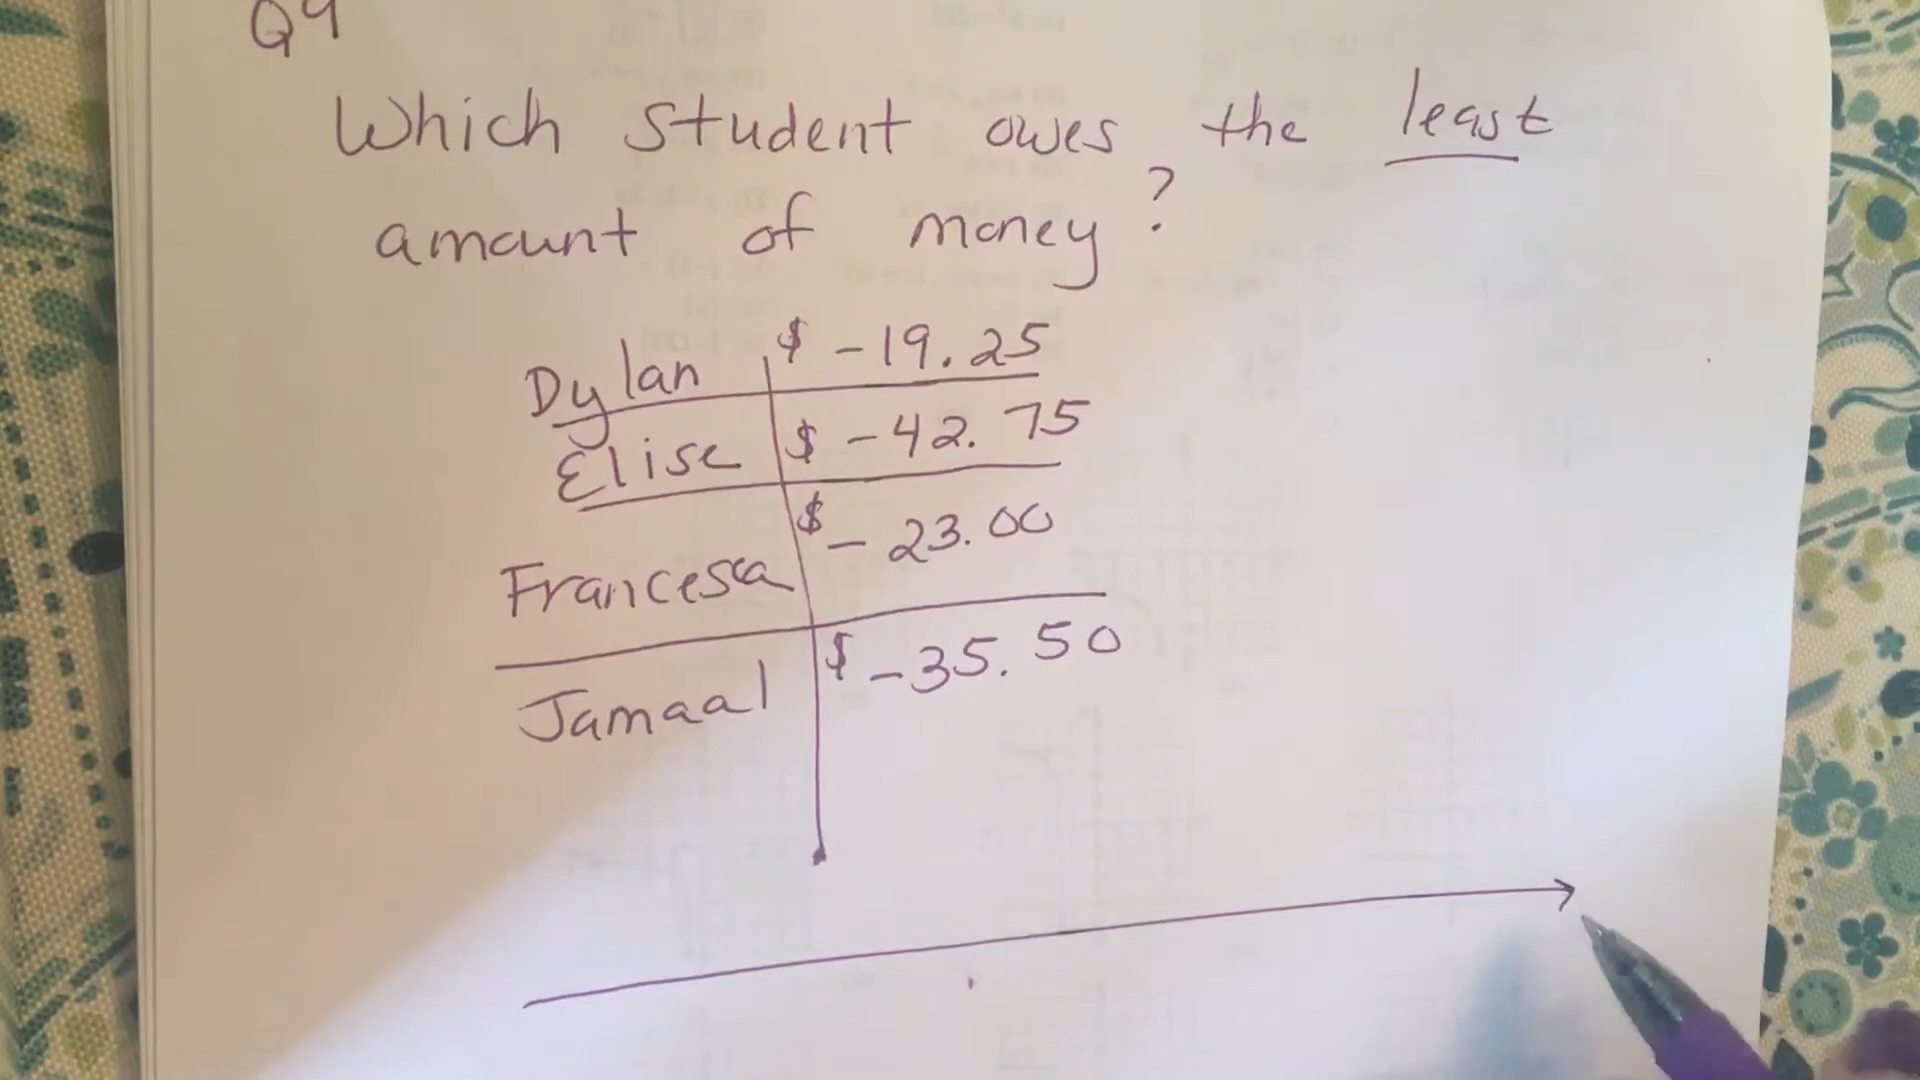 Q9
Which student owes the least
amount of money?
Dylan $ -19.25
Elise $ -42.75
Francesca $ -23.00
Jamaal $ -35.50